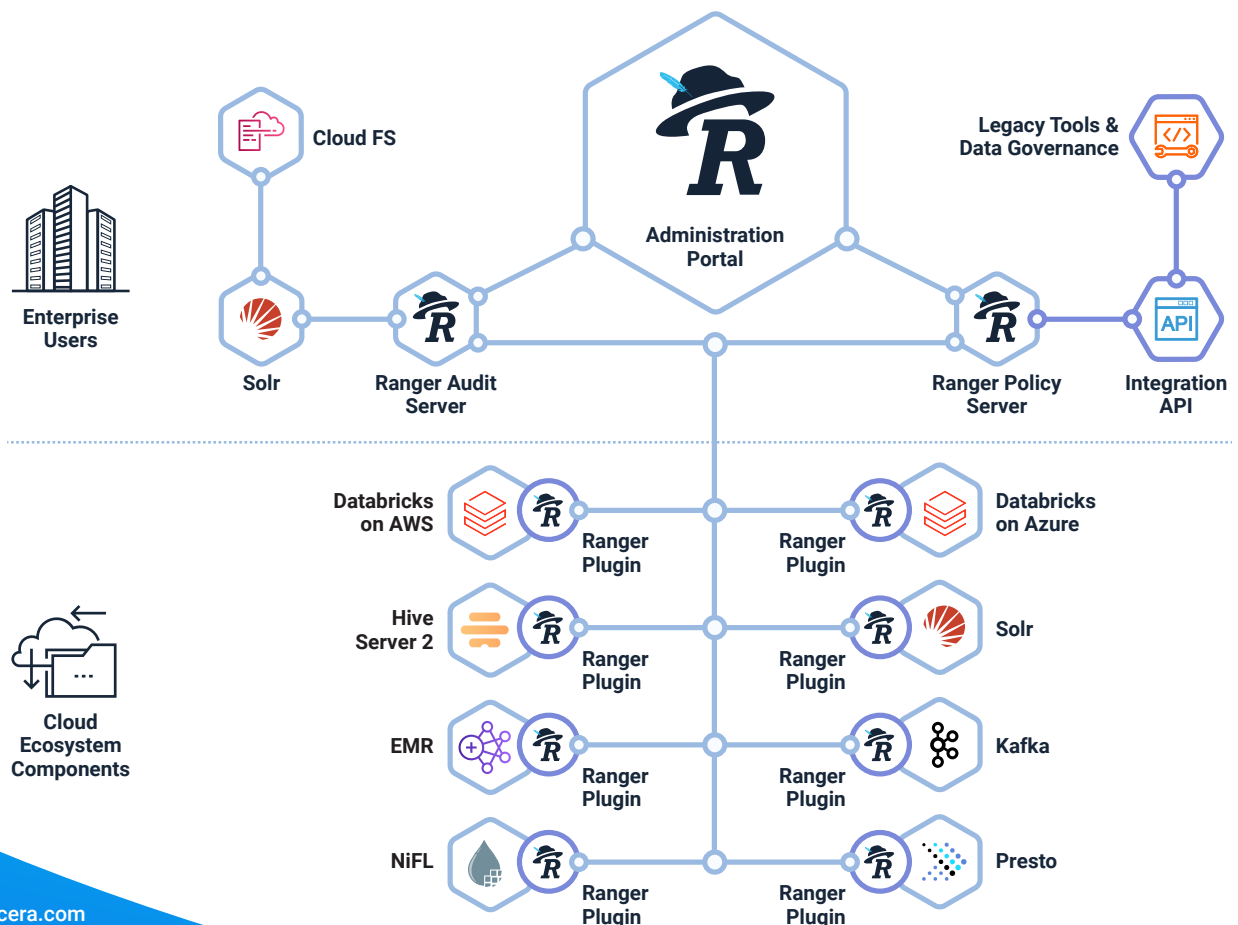 Cloud FS
Administration
Portal
Legacy Tools &
Data Governance
Enterprise
Users
Solr
Ranger Audit
Server
Ranger Policy
Server
API
Integration
API
Databricks
on AWS
R
Ranger
Plugin
R
Ranger
Plugin
Databricks
on Azure
Hive
Server 2
R
Ranger
Plugin
R
Ranger
Plugin
Solr
Cloud
Ecosystem
Components
EMR
R
Ranger
Plugin
R
Ranger
Plugin
Kafka
NiFL
R
Ranger
Plugin
R
Ranger
Plugin
Presto
cera.com